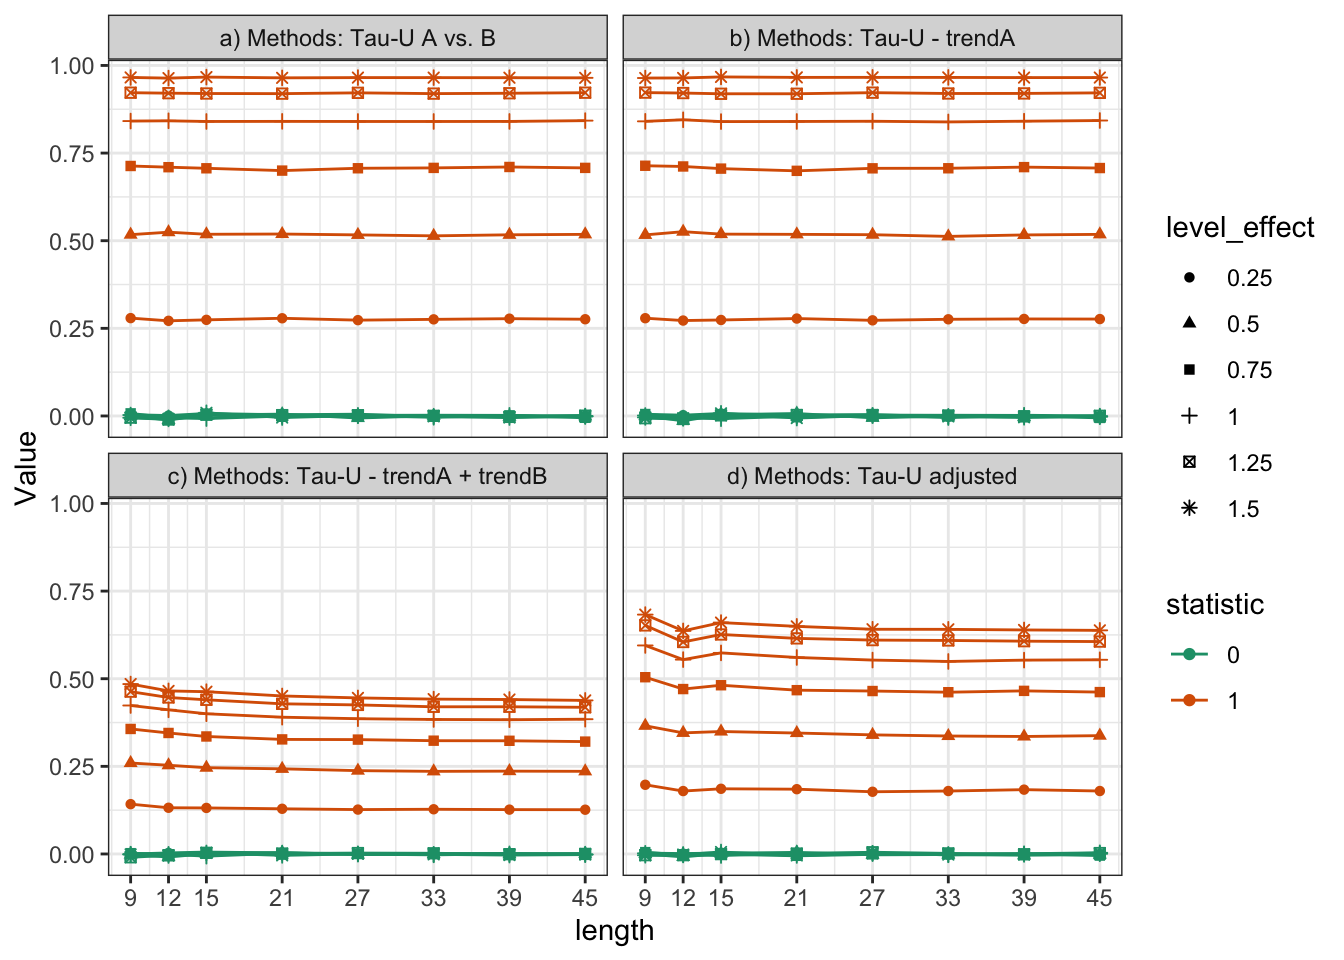 a) Methods: Tau-U A vs. B
b) Methods: Tau-U - trendA
1.00
0.75
0.50
0.25
0.00
c) Methods: Tau-U - trendA + trendB
d) Methods: Tau-U adjusted
1.00
0.75
0.50
0.25
0.00
9 12 15 21 27 33 39 45
9 12 15 21 27 33 39 45
length
Value
level_effect
0.25
0.5
0.75
1
1.25
1.5
statistic
0
1